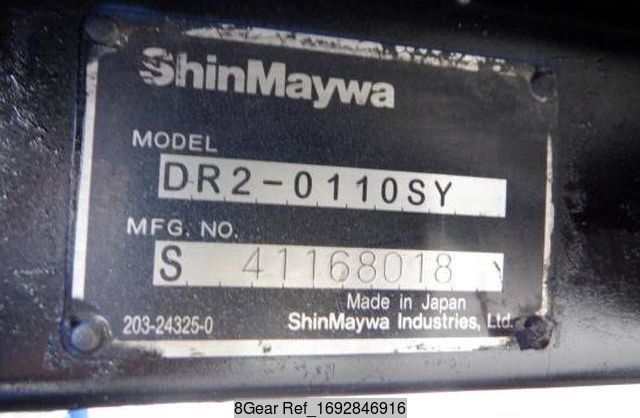 ShinMaywa
MODEL
DR2-0110SY
MFG. NO.
S 41168018
Made in Japan
203-24325-0 ShinMaywa Industries, Ltd.
8Gear Ref_1692846916